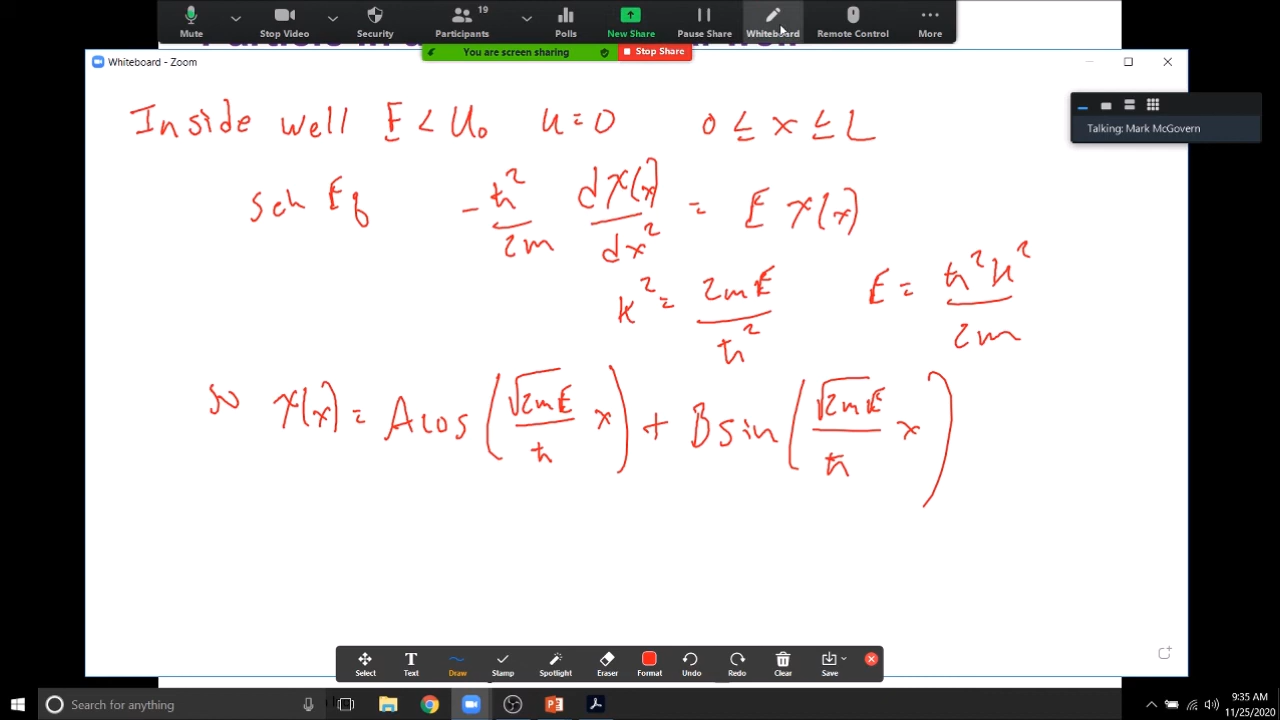 Mute Stop Video Security Participants 19 Polls New Share Pause Share Whiteboard Remote Control More
You are screen sharing Stop Share
Whiteboard - Zoom
Talking: Mark McGovern
Inside well E < U₀ u = 0 0 ≤ x ≤ L
Sch Eq -ħ²/2m dψ(x)/dx² = E ψ(x)
k² = 2mE/ħ² E = ħ²k²/2m
so ψ(x) = A cos(√2mE/ħ x) + B sin(√2mE/ħ x)
Select Text Draw Stamp Spotlight Eraser Format Undo Redo Clear Save
Search for anything
9:35 AM
11/25/2020